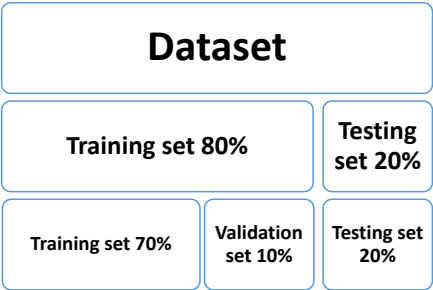 Dataset
Training set 80%
Testing
set 20%
Training set 70%
Validation
set 10%
Testing set
20%